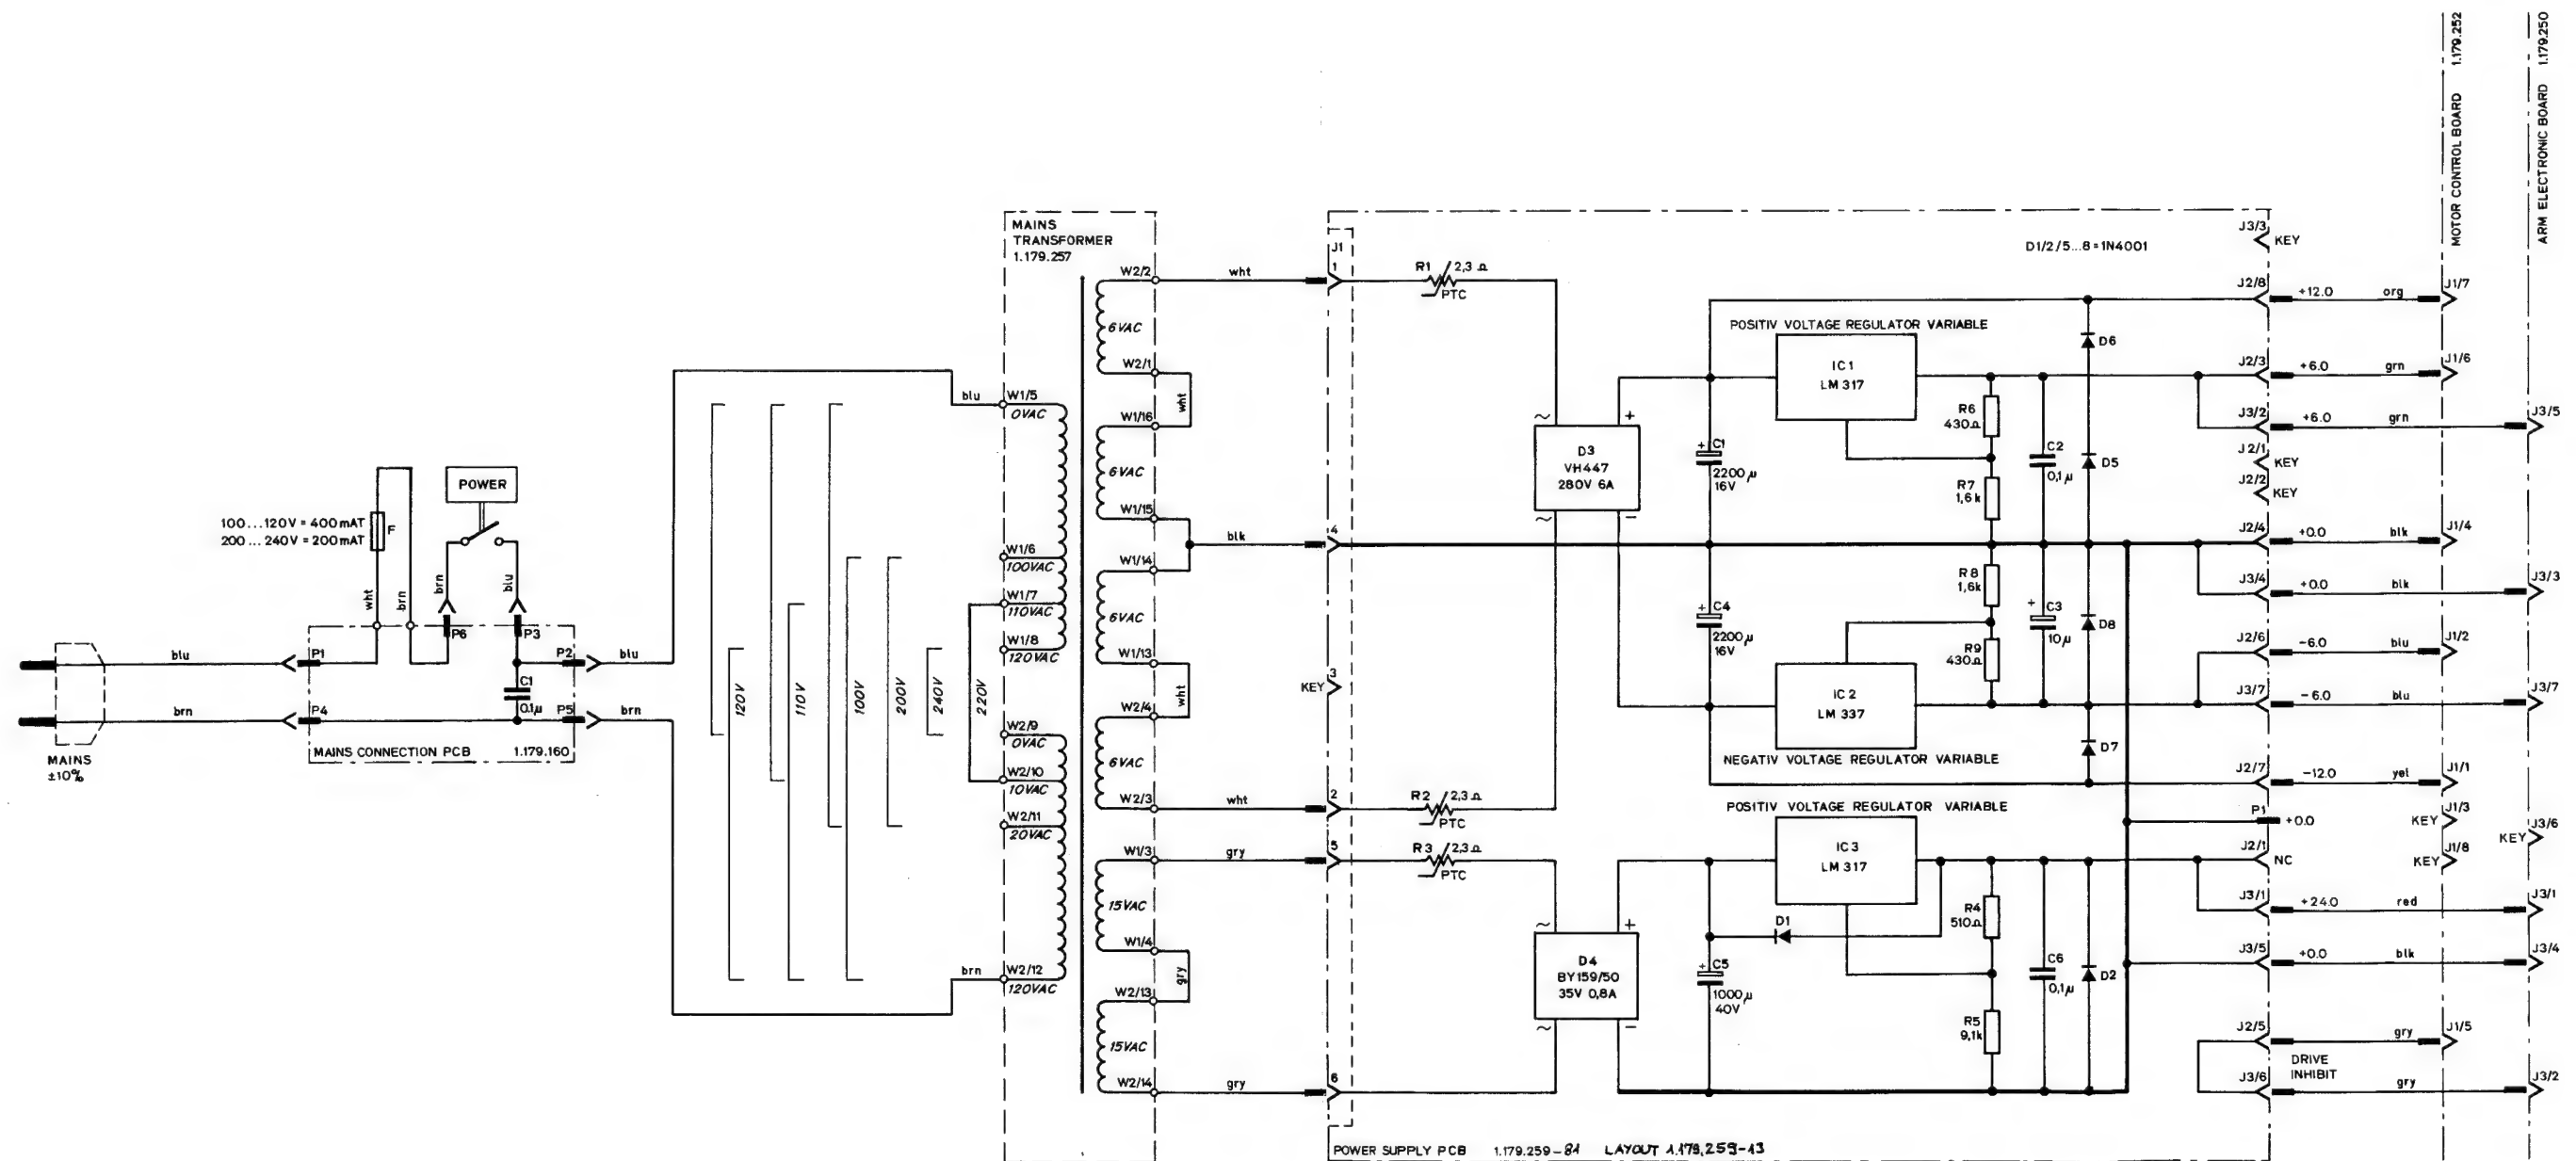 MOTOR CONTROL BOARD 1.179.252
ARM ELECTRONIC BOARD 1.179.250
MAINS
±10%
blu
brn
P1
P4
100...120V = 400mAT
200...240V = 200mAT
F
wht
brn
POWER
brn
blu
P6
P3
C1
0.1µ
P2
P5
MAINS CONNECTION PCB 1.179.160
blu
brn
120V
110V
100V
200V
240V
220V
blu
brn
MAINS
TRANSFORMER
1.179.257
W1/5
0VAC
W1/6
100VAC
W1/7
110VAC
W1/8
120VAC
W2/9
0VAC
W2/10
10VAC
W2/11
20VAC
W2/12
120VAC
W2/2
6VAC
W2/1
W1/16
6VAC
W1/15
W1/14
6VAC
W1/13
W2/4
6VAC
W2/3
W1/3
15VAC
W1/4
W2/13
15VAC
W2/14
wht
wht
blk
wht
wht
gry
gry
gry
J1
1
4
KEY 3
2
5
6
R1 2,3 Ω
PTC
R2 2,3 Ω
PTC
R3 2,3 Ω
PTC
~
+
D3
VH447
280V 6A
~
−
~
+
D4
BY159/50
35V 0,8A
~
−
D1/2/5...8 = 1N4001
POSITIV VOLTAGE REGULATOR VARIABLE
IC1
LM 317
+
C1
2200µ
16V
R6
430Ω
R7
1,6k
C2
0,1µ
D6
D5
+
C4
2200µ
16V
R8
1,6k
R9
430Ω
+
C3
10µ
D8
D7
IC2
LM 337
NEGATIV VOLTAGE REGULATOR VARIABLE
POSITIV VOLTAGE REGULATOR VARIABLE
IC3
LM 317
D1
+
C5
1000µ
40V
R4
510Ω
R5
9,1k
C6
0,1µ
D2
J3/3
KEY
J2/8 +12.0 org J1/7
J2/3 +6.0 grn J1/6
J3/2 +6.0 grn J3/5
J2/1
KEY
J2/2
KEY
J2/4 +0.0 blk J1/4
J3/4 +0.0 blk J3/3
J2/6 −6.0 blu J1/2
J3/7 −6.0 blu J3/7
J2/7 −12.0 yel J1/1
P1 +0.0
KEY J1/3
KEY J3/6
J2/1 NC
KEY J1/8
J3/1 +24.0 red J3/1
J3/5 +0.0 blk J3/4
J2/5 gry J1/5
DRIVE
INHIBIT
J3/6 gry J3/2
POWER SUPPLY PCB 1.179.259-81 LAYOUT 1.179.259-13